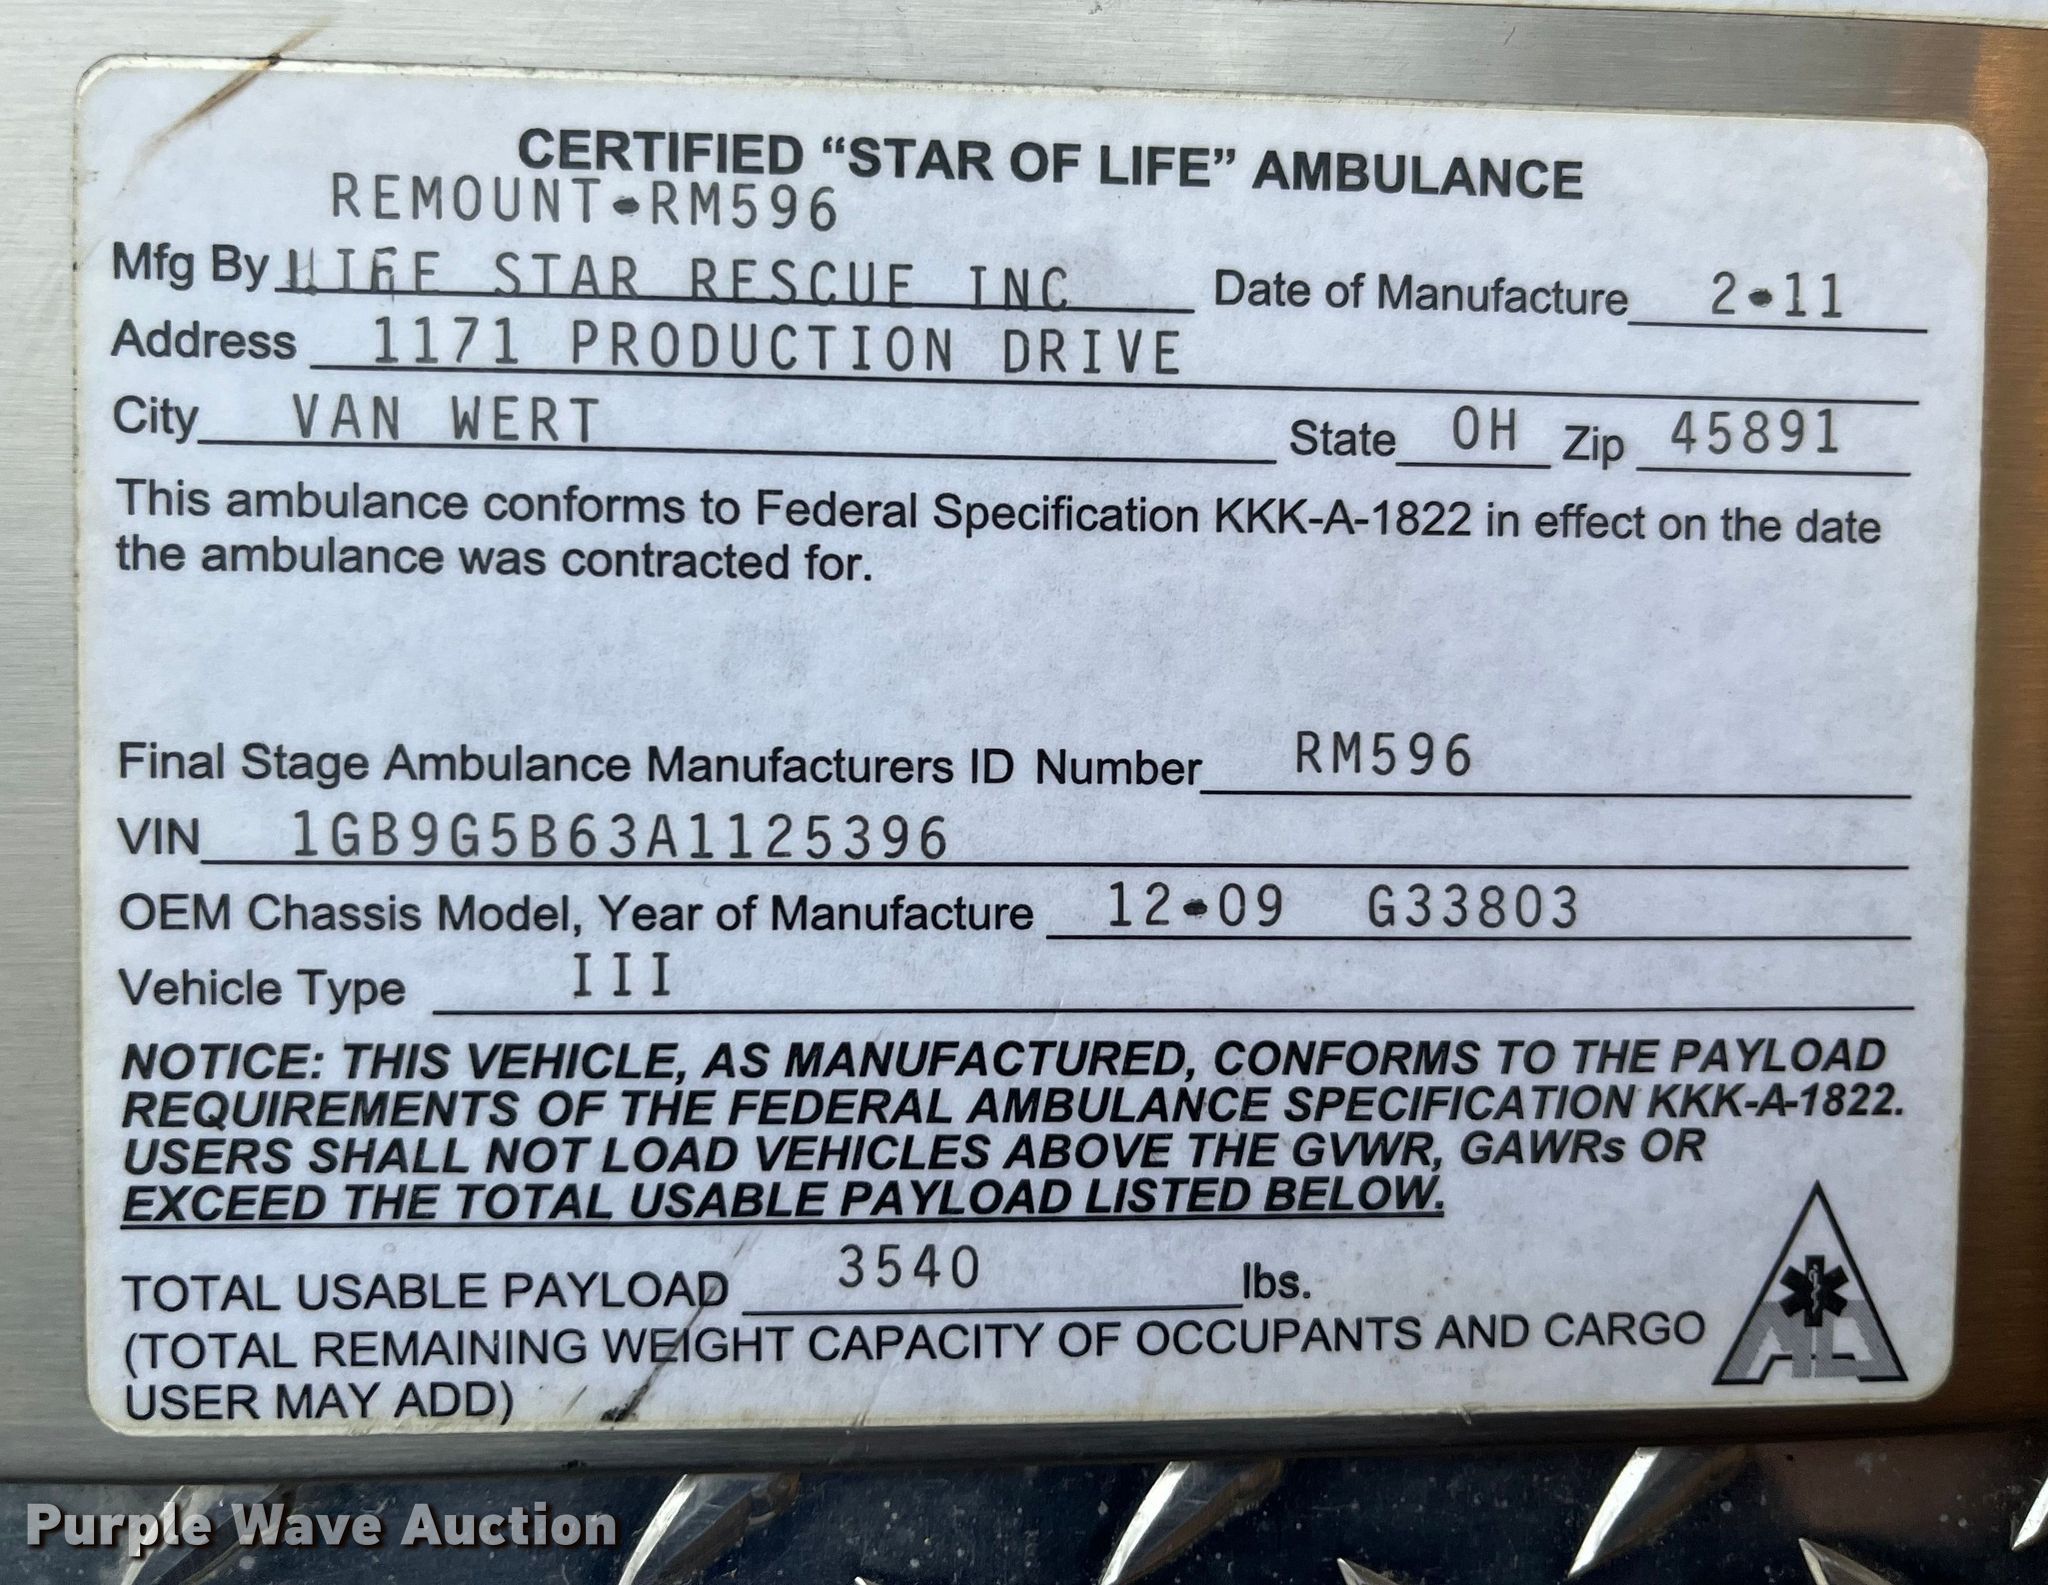 CERTIFIED “STAR OF LIFE” AMBULANCE
REMOUNT-RM596
Mfg By LIFE STAR RESCUE INC Date of Manufacture 2-11
Address 1171 PRODUCTION DRIVE
City VAN WERT State OH Zip 45891
This ambulance conforms to Federal Specification KKK-A-1822 in effect on the date
the ambulance was contracted for.
Final Stage Ambulance Manufacturers ID Number RM596
VIN 1GB9G5B63A1125396
OEM Chassis Model, Year of Manufacture 12-09 G33803
Vehicle Type III
NOTICE: THIS VEHICLE, AS MANUFACTURED, CONFORMS TO THE PAYLOAD
REQUIREMENTS OF THE FEDERAL AMBULANCE SPECIFICATION KKK-A-1822.
USERS SHALL NOT LOAD VEHICLES ABOVE THE GVWR, GAWRs OR
EXCEED THE TOTAL USABLE PAYLOAD LISTED BELOW.
TOTAL USABLE PAYLOAD 3540 lbs.
(TOTAL REMAINING WEIGHT CAPACITY OF OCCUPANTS AND CARGO
USER MAY ADD)
Purple Wave Auction